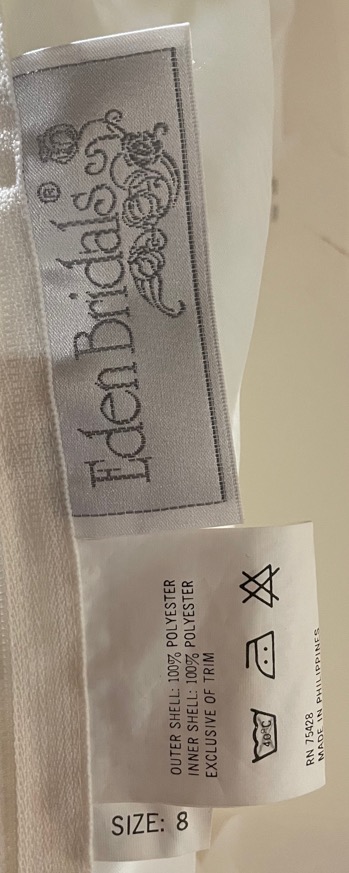 Eden Bridals®
OUTER SHELL: 100% POLYESTER
INNER SHELL: 100% POLYESTER
EXCLUSIVE OF TRIM
40°C
RN 75428
MADE IN PHILIPPINES
SIZE: 8